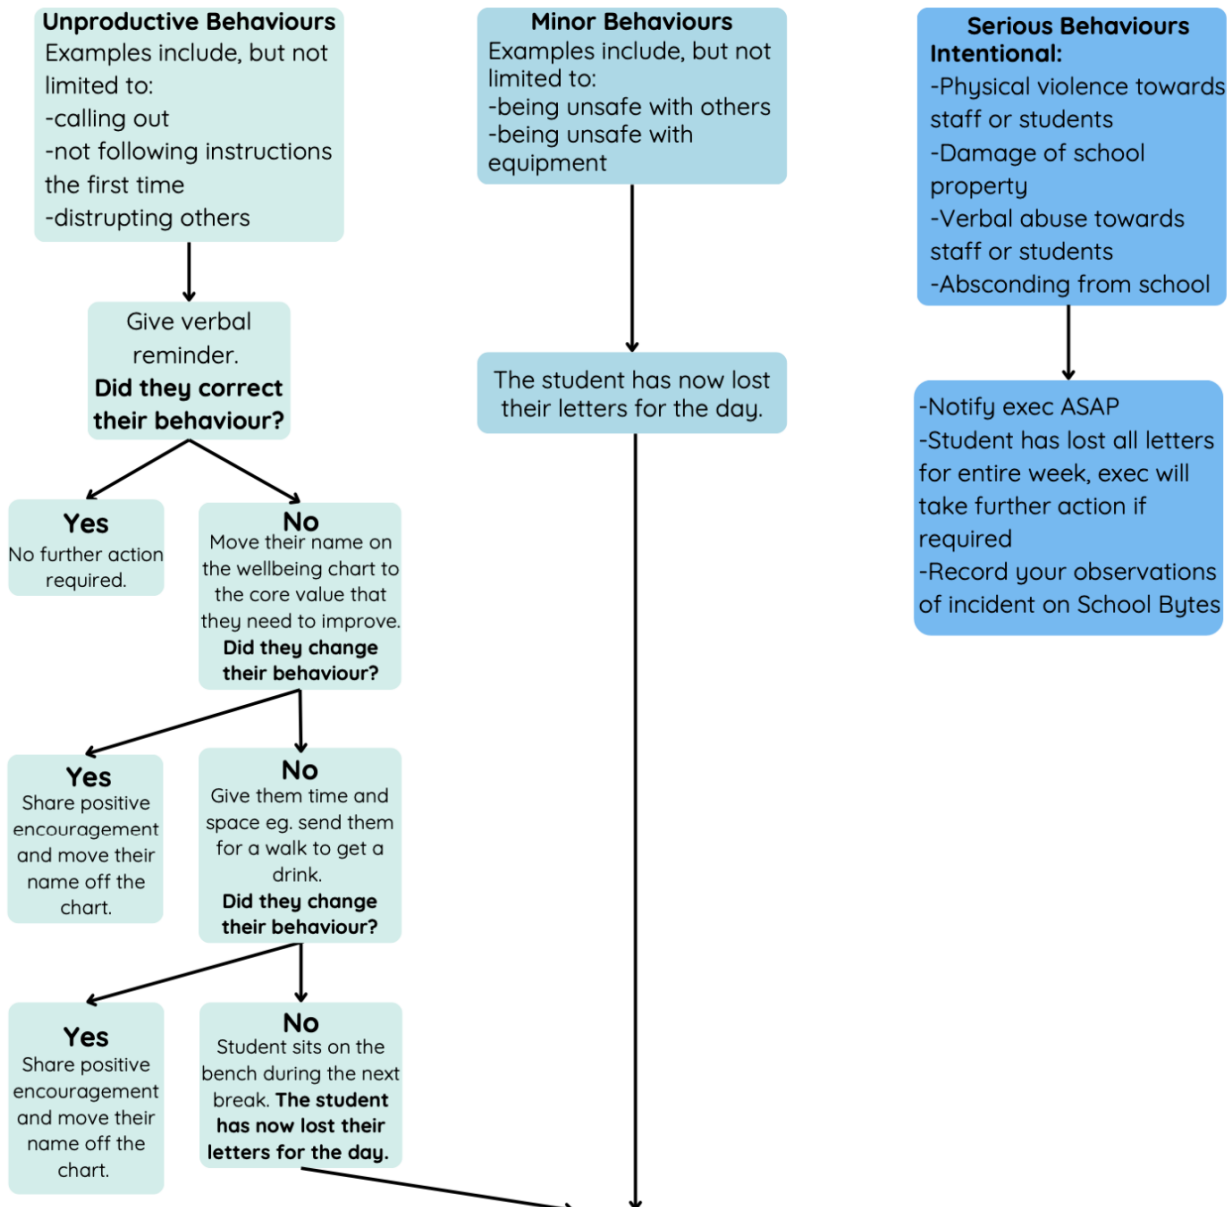 Unproductive Behaviours
Examples include, but not
limited to:
-calling out
-not following instructions
the first time
-distrupting others
Give verbal
reminder.
Did they correct
their behaviour?
Yes
No further action
required.
No
Move their name on
the wellbeing chart to
the core value that
they need to improve.
Did they change
their behaviour?
Yes
Share positive
encouragement
and move their
name off the
chart.
No
Give them time and
space eg. send them
for a walk to get a
drink.
Did they change
their behaviour?
Yes
Share positive
encouragement
and move their
name off the
chart.
No
Student sits on the
bench during the next
break. The student
has now lost their
letters for the day.
Minor Behaviours
Examples include, but not
limited to:
-being unsafe with others
-being unsafe with
equipment
The student has now lost
their letters for the day.
Serious Behaviours
Intentional:
-Physical violence towards
staff or students
-Damage of school
property
-Verbal abuse towards
staff or students
-Absconding from school
-Notify exec ASAP
-Student has lost all letters
for entire week, exec will
take further action if
required
-Record your observations
of incident on School Bytes